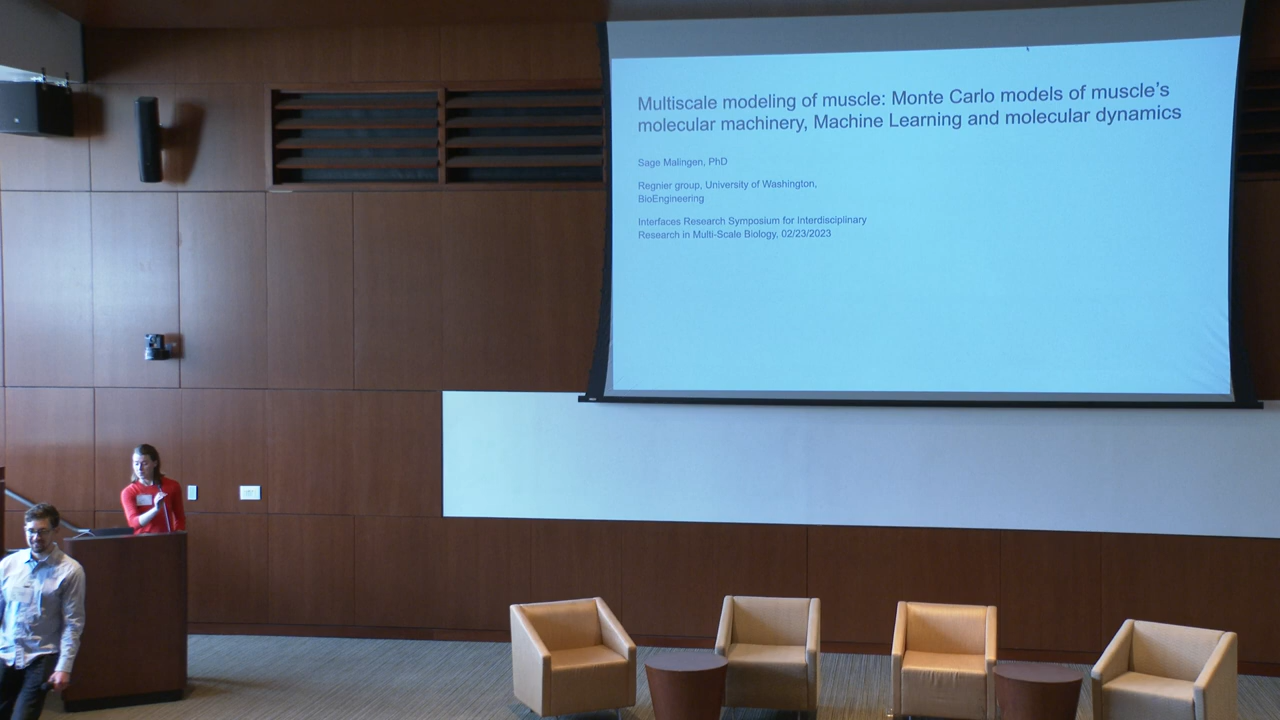 Multiscale modeling of muscle: Monte Carlo models of muscle's
molecular machinery, Machine Learning and molecular dynamics
Sage Malingen, PhD
Regnier group, University of Washington,
BioEngineering
Interfaces Research Symposium for Interdisciplinary
Research in Multi-Scale Biology, 02/23/2023